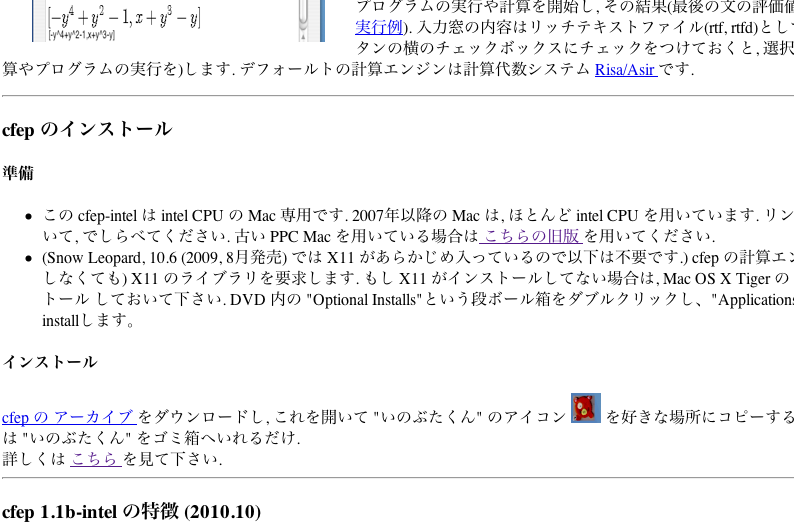 [−y⁴+y²−1,x+y³−y]
[-y^4+y^2-1,x+y^3-y]
プログラムの実行や計算を開始し, その結果(最後の文の評価値
実行例). 入力窓の内容はリッチテキストファイル(rtf, rtfd)とし
タンの横のチェックボックスにチェックをつけておくと, 選択
算やプログラムの実行を)します. デフォールトの計算エンジンは計算代数システム Risa/Asir です.
cfep のインストール
準備
• この cfep-intel は intel CPU の Mac 専用です. 2007年以降の Mac は, ほとんど intel CPU を用いています. リン
いて, でしらべてください. 古い PPC Mac を用いている場合は こちらの旧版 を用いてください.
• (Snow Leopard, 10.6 (2009, 8月発売) では X11 があらかじめ入っているので以下は不要です.) cfep の計算エン
しなくても) X11 のライブラリを要求します. もし X11 がインストールしてない場合は, Mac OS X Tiger の
トール しておいて下さい. DVD 内の "Optional Installs"という段ボール箱をダブルクリックし、"Applications
installします。
インストール
cfep の アーカイブ をダウンロードし, これを開いて "いのぶたくん" のアイコン を好きな場所にコピーする
は "いのぶたくん" をゴミ箱へいれるだけ.
詳しくは こちら を見て下さい.
cfep 1.1b-intel の特徴 (2010.10)